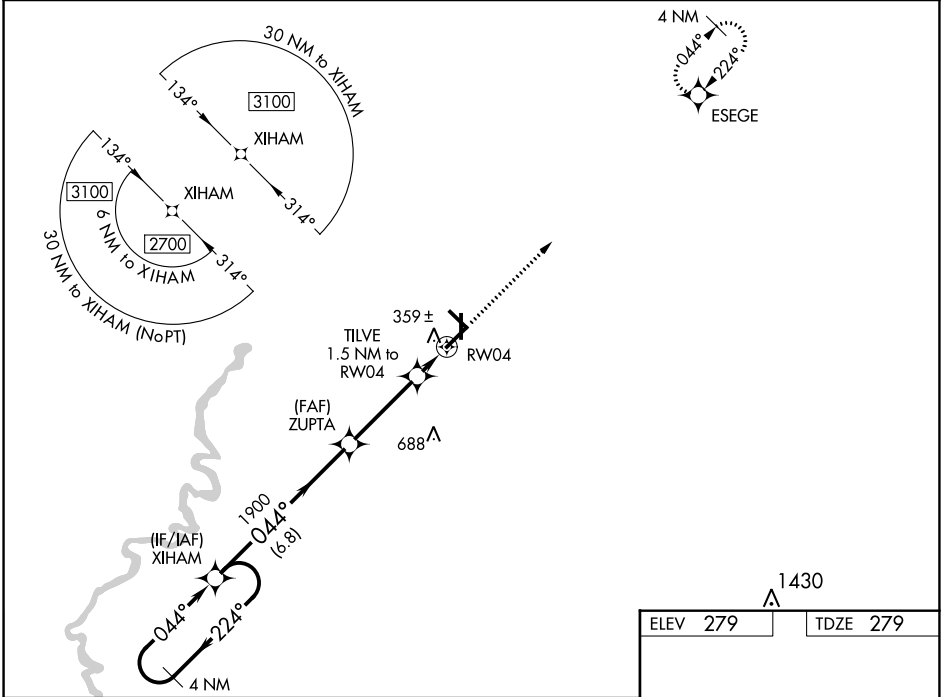 4 NM
044°
224°
ESEGE
30 NM to XIHAM
134°
3100
XIHAM
314°
134°
3100
XIHAM
6 NM to XIHAM
2700
314°
30 NM to XIHAM (NoPT)
359 ±
TILVE
1.5 NM to
RW04
RW04
(FAF)
ZUPTA
688
1900
044°
(6.8)
(IF/IAF)
XIHAM
044°
224°
4 NM
1430
ELEV 279
TDZE 279